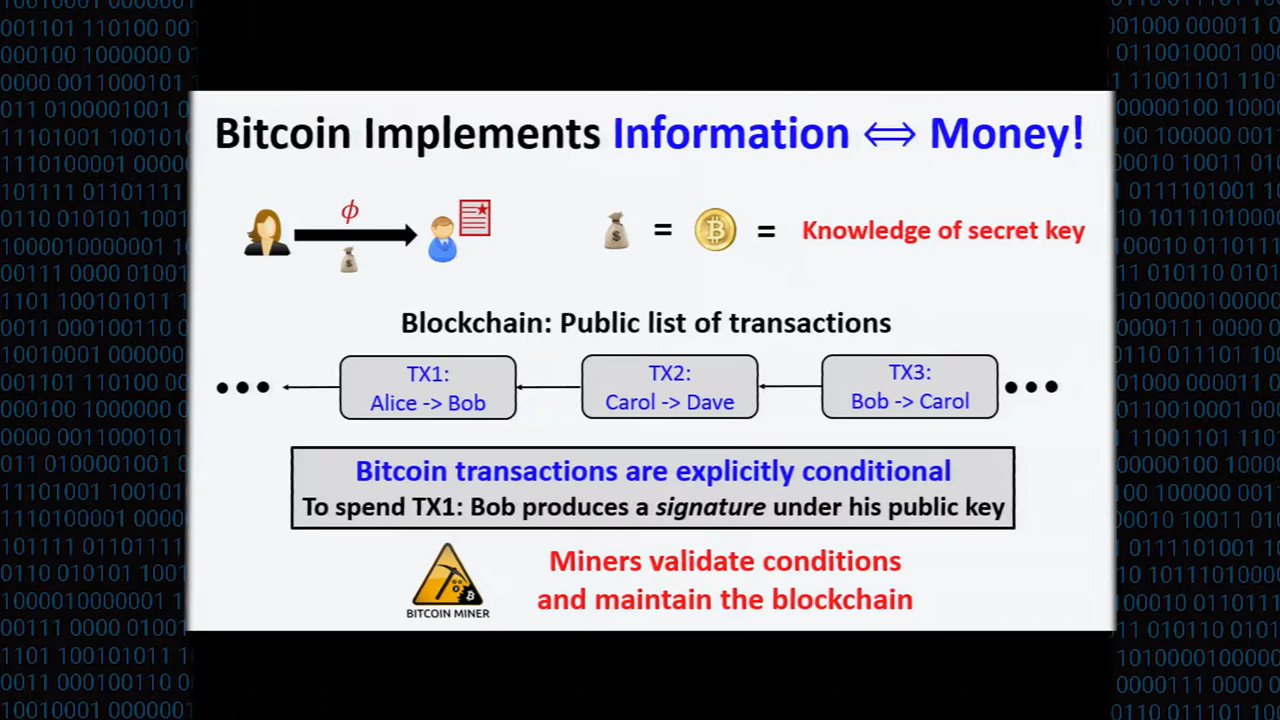 Bitcoin Implements Information ⟺ Money!
ϕ
$
$ = B = Knowledge of secret key
Blockchain: Public list of transactions
TX1:
Alice -> Bob
TX2:
Carol -> Dave
TX3:
Bob -> Carol
Bitcoin transactions are explicitly conditional
To spend TX1: Bob produces a signature under his public key
Miners validate conditions
and maintain the blockchain
BITCOIN MINER